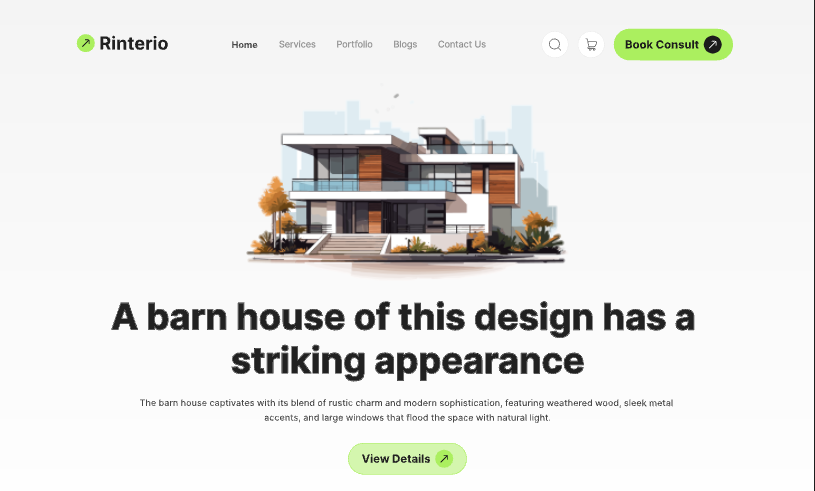 Rinterio
Home
Services
Portfolio
Blogs
Contact Us
Book Consult
A barn house of this design has a
striking appearance
The barn house captivates with its blend of rustic charm and modern sophistication, featuring weathered wood, sleek metal
accents, and large windows that flood the space with natural light.
View Details